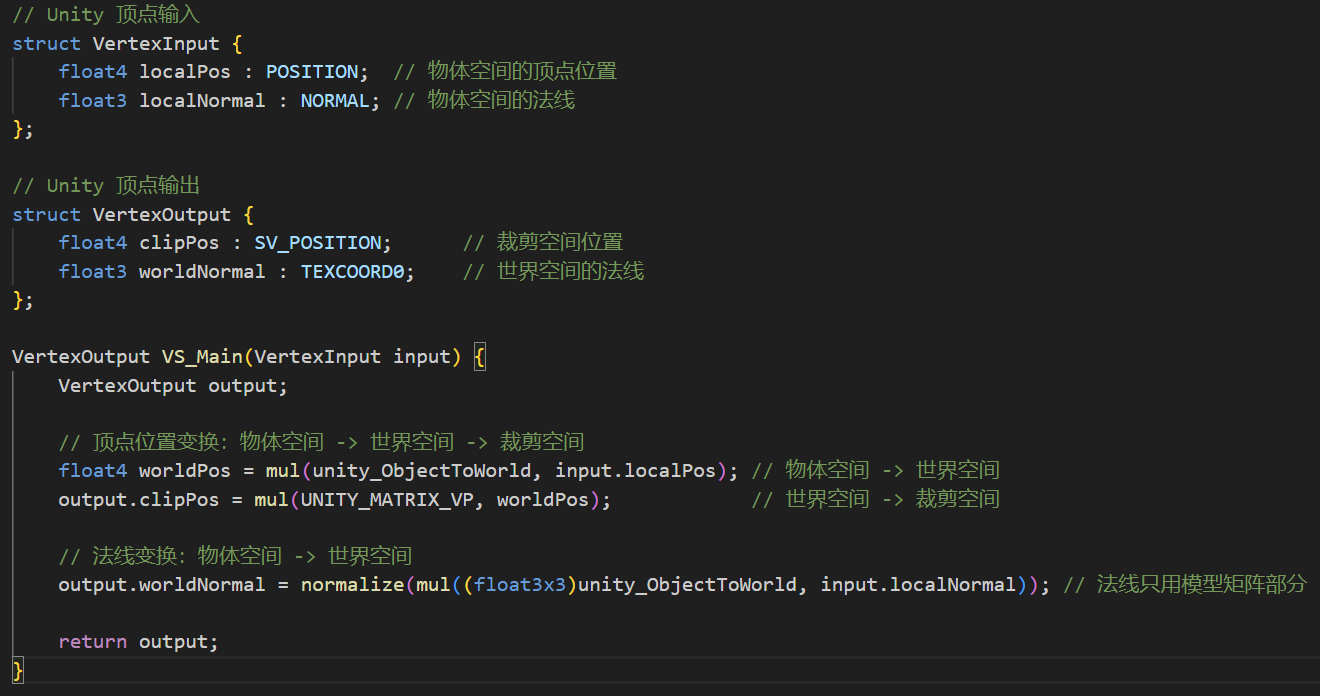 // Unity 顶点输入
struct VertexInput {
    float4 localPos : POSITION;  // 物体空间的顶点位置
    float3 localNormal : NORMAL; // 物体空间的法线
};

// Unity 顶点输出
struct VertexOutput {
    float4 clipPos : SV_POSITION;      // 裁剪空间位置
    float3 worldNormal : TEXCOORD0;    // 世界空间的法线
};

VertexOutput VS_Main(VertexInput input) {
    VertexOutput output;

    // 顶点位置变换：物体空间 -> 世界空间 -> 裁剪空间
    float4 worldPos = mul(unity_ObjectToWorld, input.localPos); // 物体空间 -> 世界空间
    output.clipPos = mul(UNITY_MATRIX_VP, worldPos);            // 世界空间 -> 裁剪空间

    // 法线变换：物体空间 -> 世界空间
    output.worldNormal = normalize(mul((float3x3)unity_ObjectToWorld, input.localNormal)); // 法线只用模型矩阵部分

    return output;
}